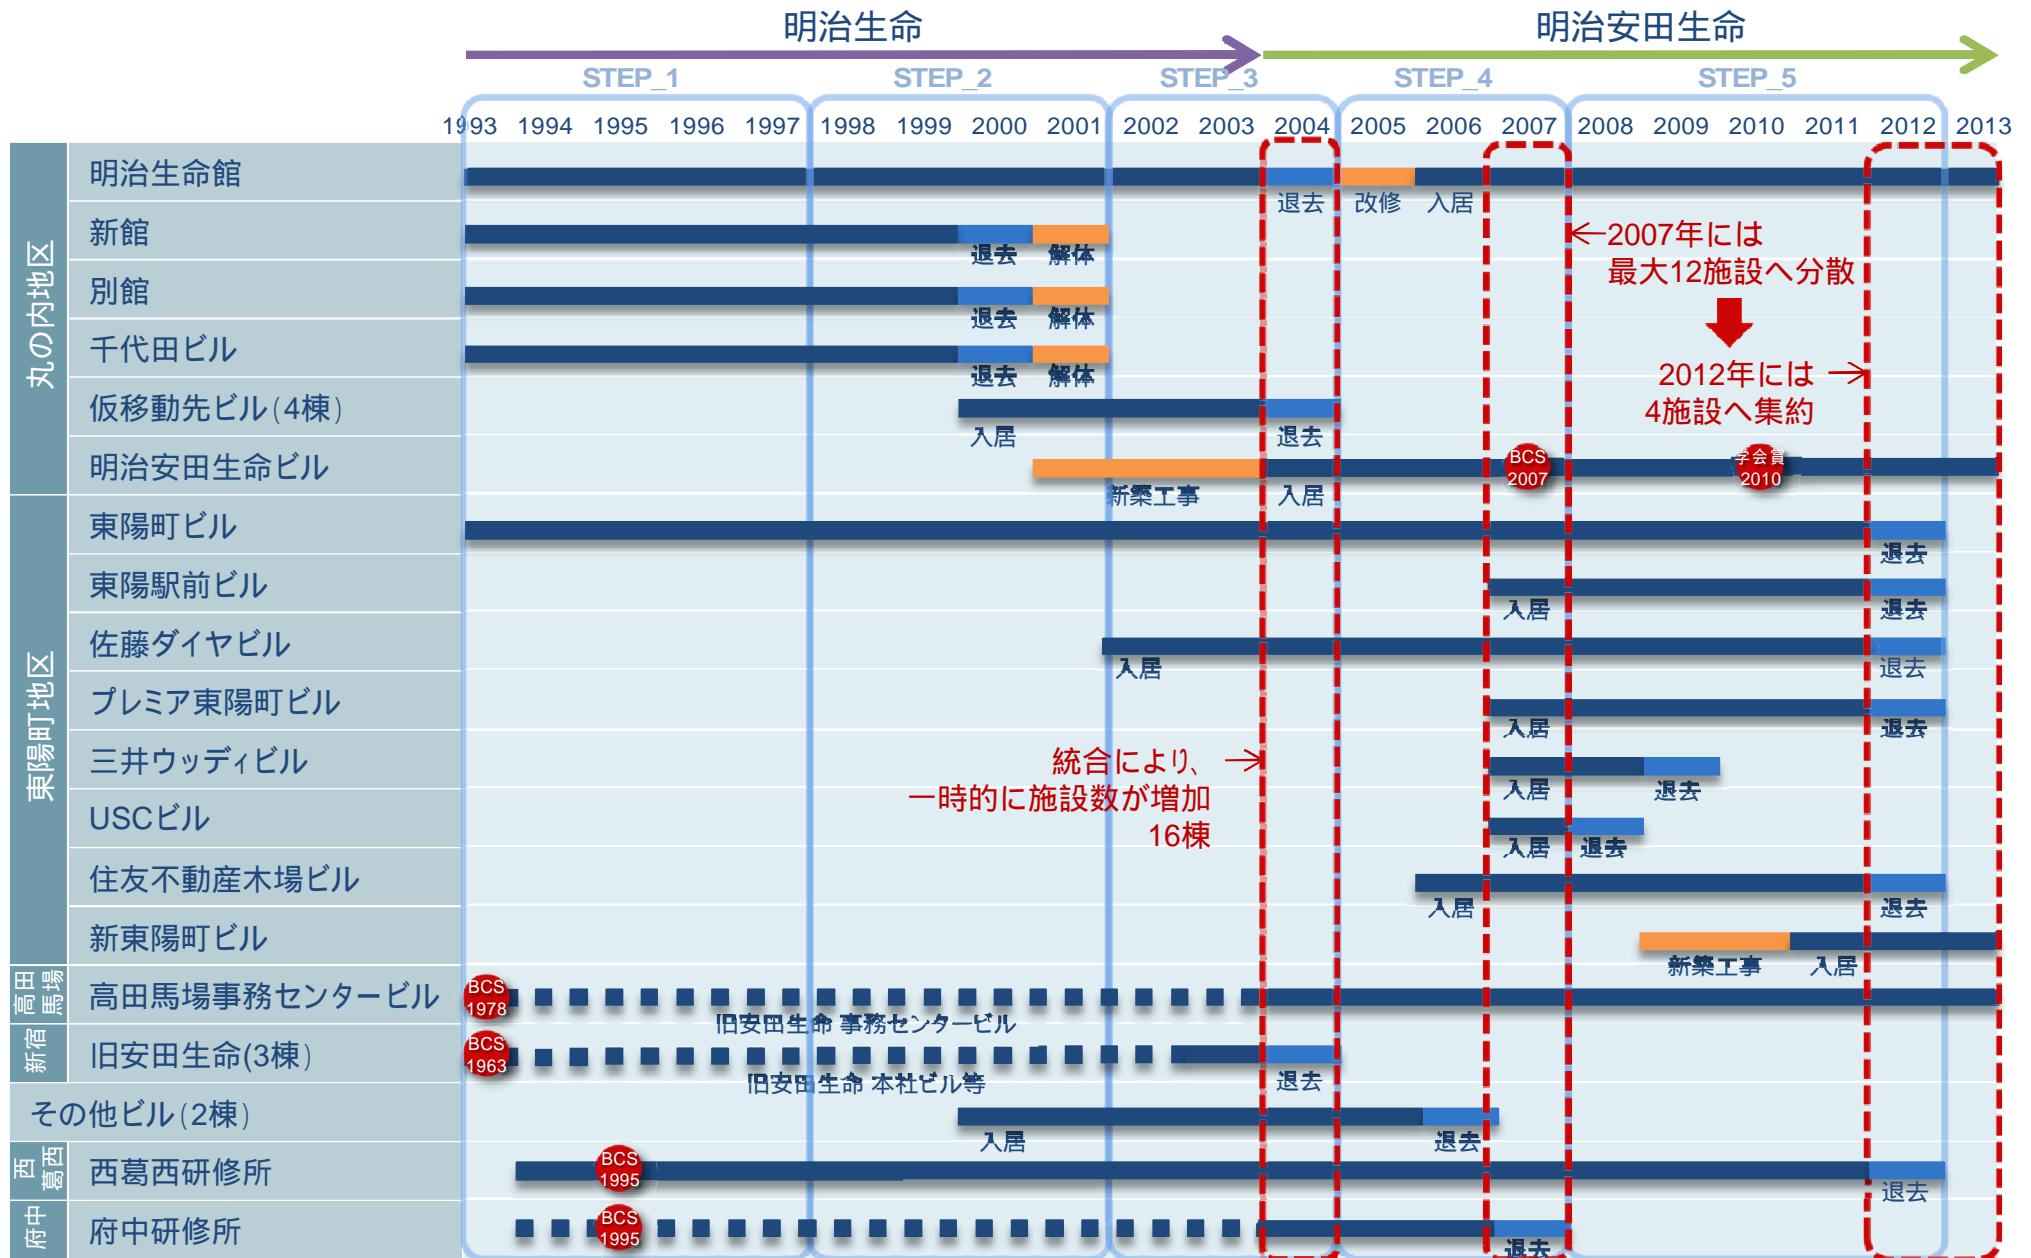 明治生命
明治安田生命
STEP_1 STEP_2 STEP_3 STEP_4 STEP_5
1993 1994 1995 1996 1997 1998 1999 2000 2001 2002 2003 2004 2005 2006 2007 2008 2009 2010 2011 2012 2013
丸の内地区
明治生命館
退去 改修 入居
新館
退去 解体
2007年には
最大12施設へ分散
別館
退去 解体
千代田ビル
退去 解体
2012年には
4施設へ集約
仮移動先ビル(4棟)
入居 退去
明治安田生命ビル
新築工事 入居
BCS
2007
学会賞
2010
東陽町地区
東陽町ビル
退去
東陽駅前ビル
入居 退去
佐藤ダイヤビル
入居 退去
プレミア東陽町ビル
入居 退去
三井ウッディビル
入居 退去
統合により、
一時的に施設数が増加
16棟
USCビル
入居 退去
住友不動産木場ビル
入居 退去
新東陽町ビル
新築工事 入居
高田
馬場
高田馬場事務センタービル
BCS
1978
旧安田生命 事務センタービル
新宿
旧安田生命(3棟)
BCS
1963
旧安田生命 本社ビル等
退去
その他ビル(2棟)
入居 退去
西
葛西
西葛西研修所
BCS
1995
退去
府中
府中研修所
BCS
1995
退去